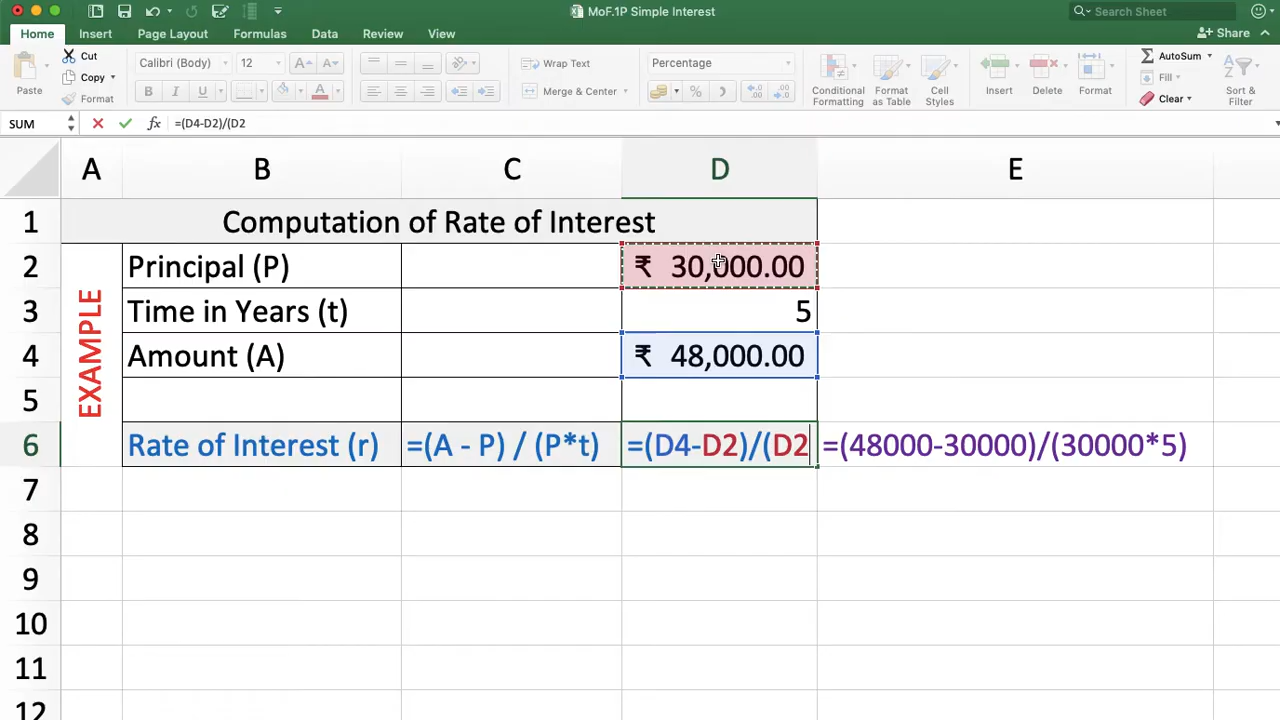 MoF.1P Simple Interest
Search Sheet
Home Insert Page Layout Formulas Data Review View
Share
Paste
Cut
Copy
Format
Calibri (Body) 12 A A
B I U A
Wrap Text
Merge & Center
Percentage
%
Conditional Formatting
Format as Table
Cell Styles
Insert
Delete
Format
AutoSum
Fill
Clear
Sort & Filter
SUM fx =(D4-D2)/(D2
A B C D E
1 Computation of Rate of Interest
EXAMPLE
2 Principal (P) ₹ 30,000.00
3 Time in Years (t) 5
4 Amount (A) ₹ 48,000.00
5
6 Rate of Interest (r) =(A - P) / (P*t) =(D4-D2)/(D2 =(48000-30000)/(30000*5)
7
8
9
10
11
12